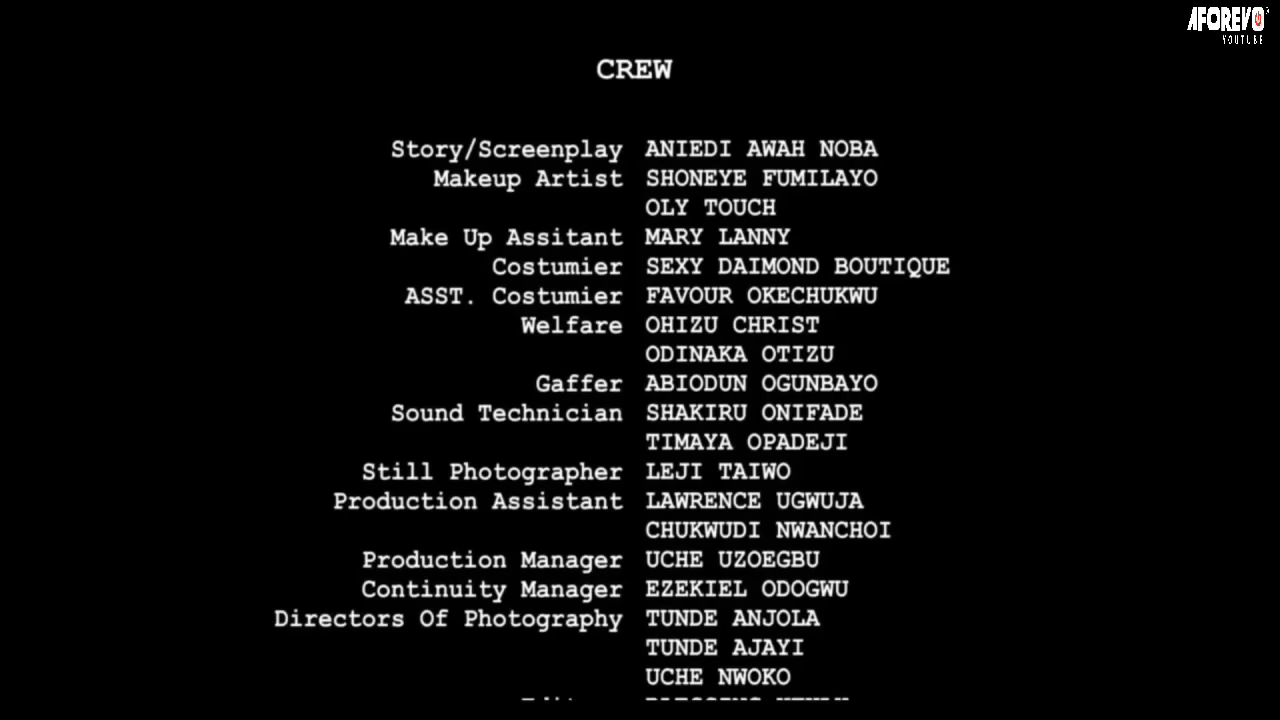 AFOREVO
YOUTUBE
CREW
Story/Screenplay ANIEDI AWAH NOBA
Makeup Artist SHONEYE FUMILAYO
OLY TOUCH
Make Up Assitant MARY LANNY
Costumier SEXY DAIMOND BOUTIQUE
ASST. Costumier FAVOUR OKECHUKWU
Welfare OHIZU CHRIST
ODINAKA OTIZU
Gaffer ABIODUN OGUNBAYO
Sound Technician SHAKIRU ONIFADE
TIMAYA OPADEJI
Still Photographer LEJI TAIWO
Production Assistant LAWRENCE UGWUJA
CHUKWUDI NWANCHOI
Production Manager UCHE UZOEGBU
Continuity Manager EZEKIEL ODOGWU
Directors Of Photography TUNDE ANJOLA
TUNDE AJAYI
UCHE NWOKO